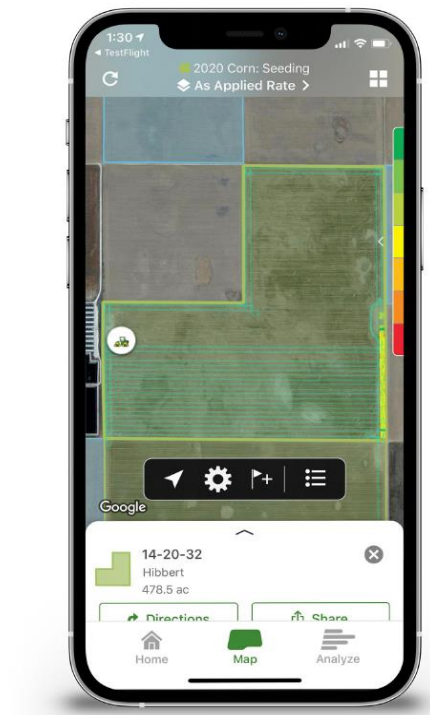 1:30
◀ TestFlight
2020 Corn: Seeding
As Applied Rate >
Google
14-20-32
Hibbert
478.5 ac
Directions
Share
Home
Map
Analyze